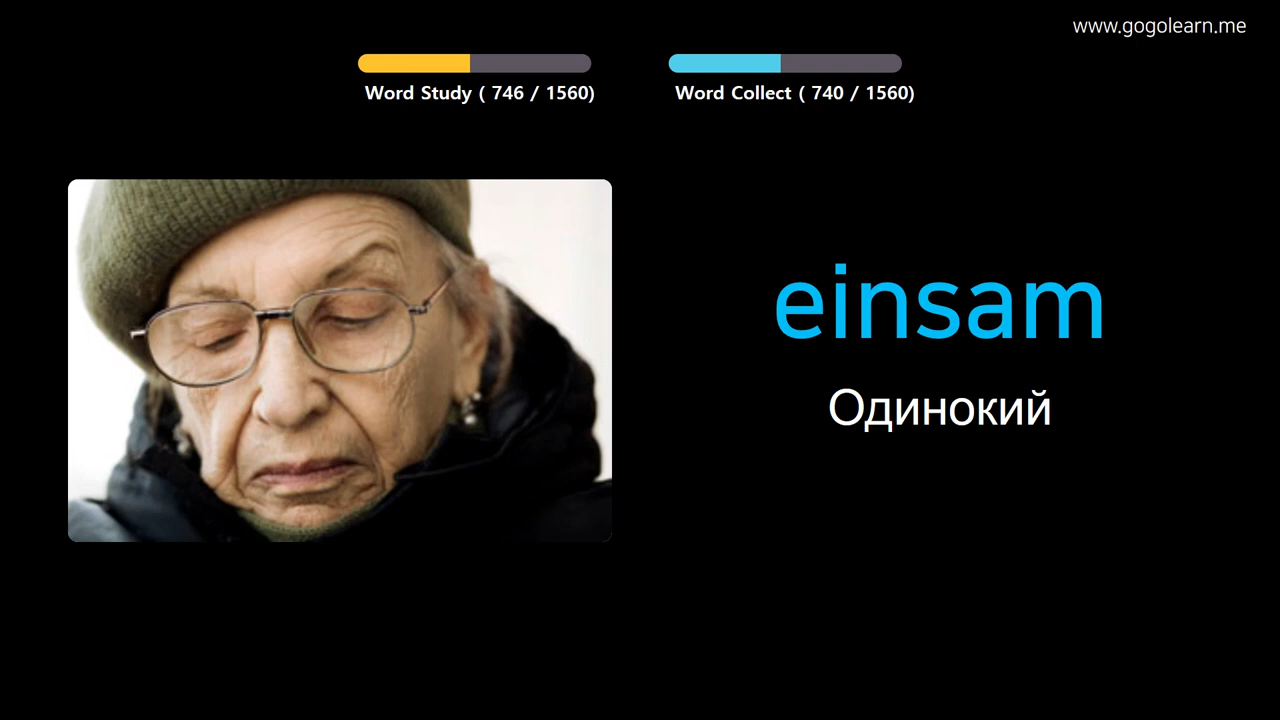 www.gogolearn.me
Word Study ( 746 / 1560)
Word Collect ( 740 / 1560)
einsam
Одинокий